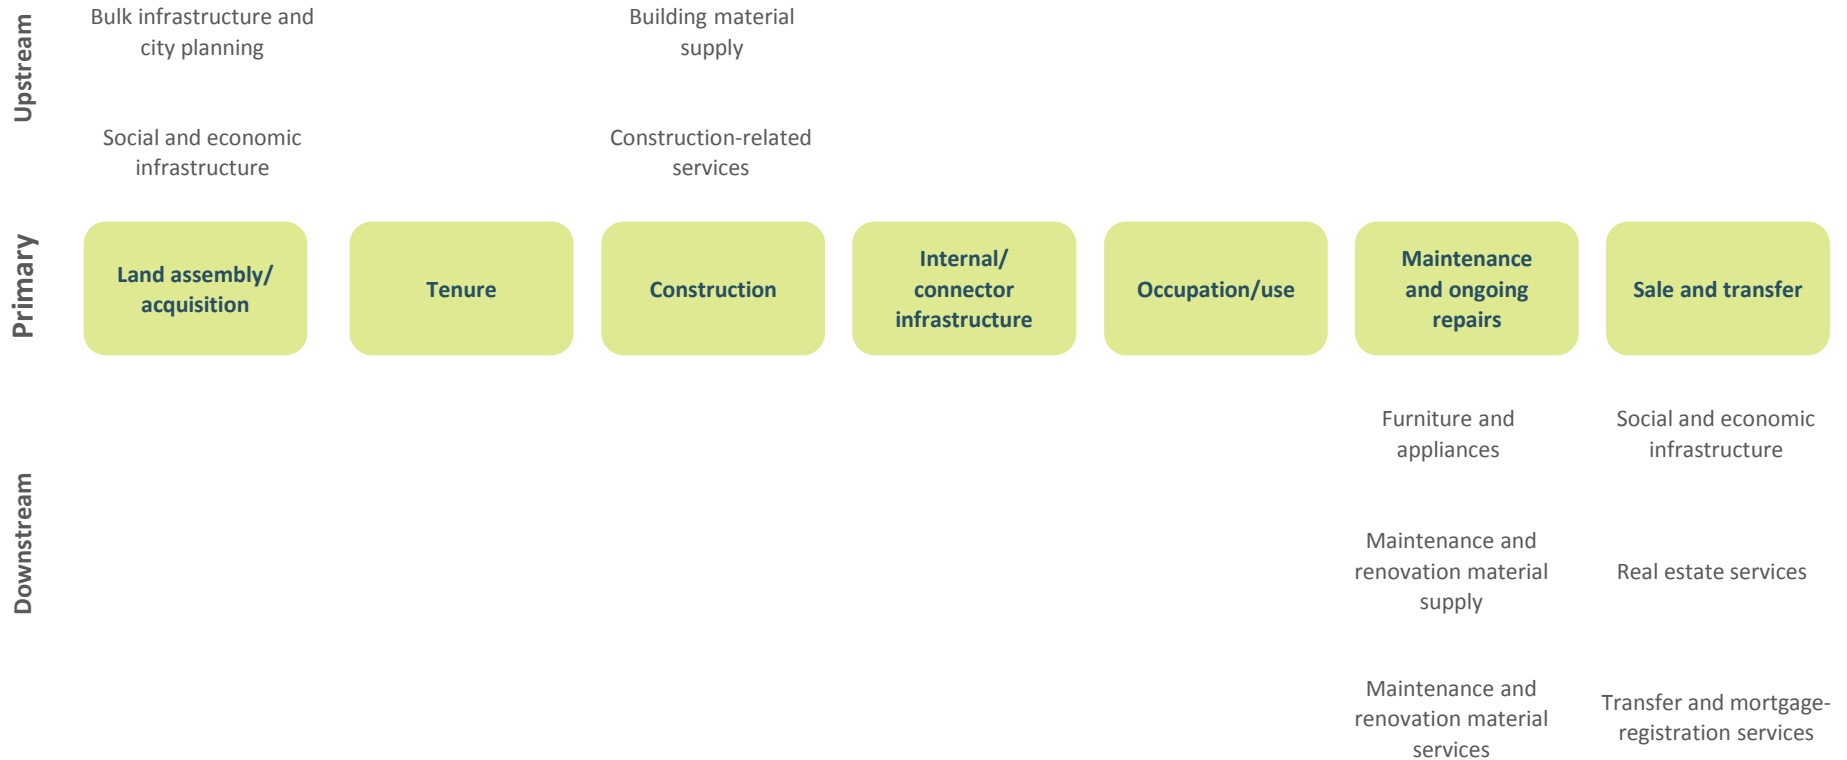 Upstream
Bulk infrastructure and
city planning
Building material
supply
Social and economic
infrastructure
Construction-related
services
Primary
Land assembly/
acquisition
Tenure
Construction
Internal/
connector
infrastructure
Occupation/use
Maintenance
and ongoing
repairs
Sale and transfer
Downstream
Furniture and
appliances
Social and economic
infrastructure
Maintenance and
renovation material
supply
Real estate services
Maintenance and
renovation material
services
Transfer and mortgage-
registration services